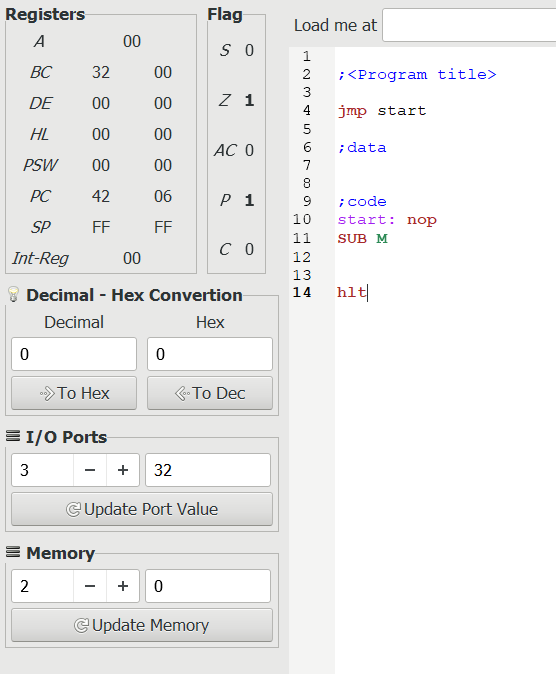 Registers
A 00
BC 32 00
DE 00 00
HL 00 00
PSW 00 00
PC 42 06
SP FF FF
Int-Reg 00
Flag
S 0
Z 1
AC 0
P 1
C 0
Decimal - Hex Convertion
Decimal Hex
0 0
To Hex To Dec
I/O Ports
3 − + 32
Update Port Value
Memory
2 − + 0
Update Memory
Load me at
1
2 ;<Program title>
3
4 jmp start
5
6 ;data
7
8
9 ;code
10 start: nop
11 SUB M
12
13
14 hlt